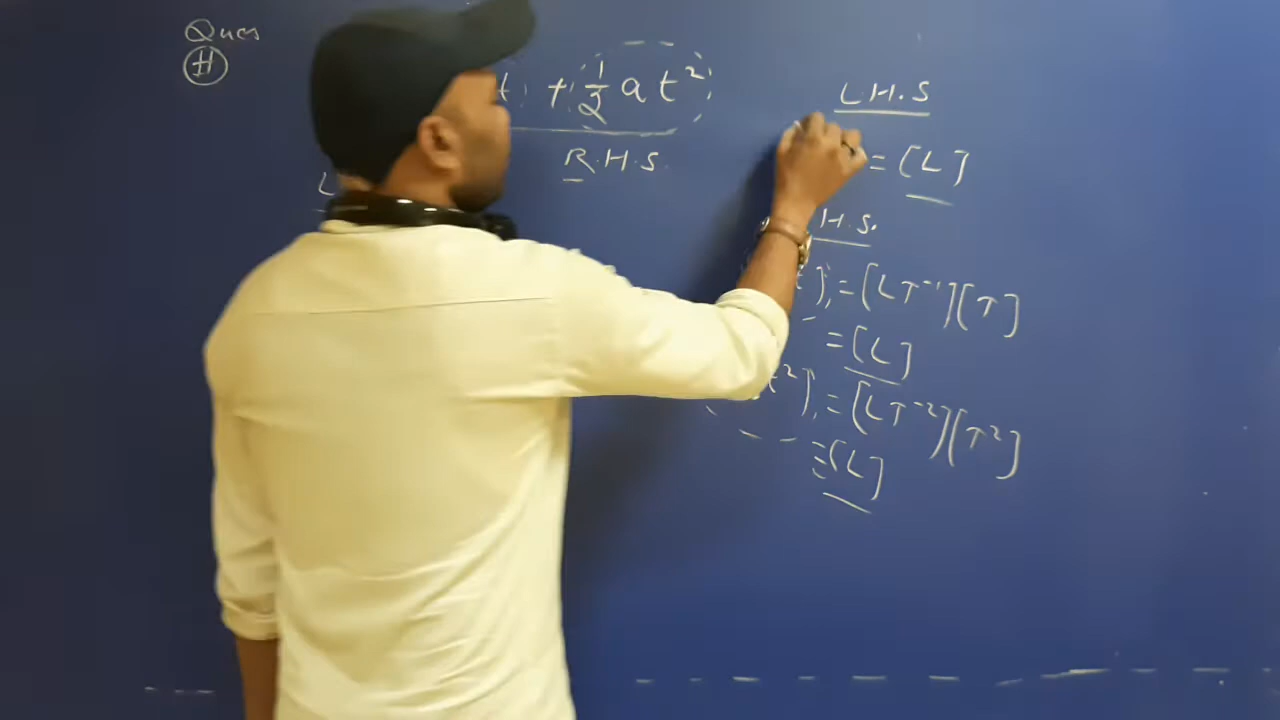 Ques
#
t + 1/2 a t²
R.H.S.
L
L.H.S
= [L]
H.S.
t], = [LT⁻¹][T]
= [L]
t²], = [LT⁻²][T²]
= [L]